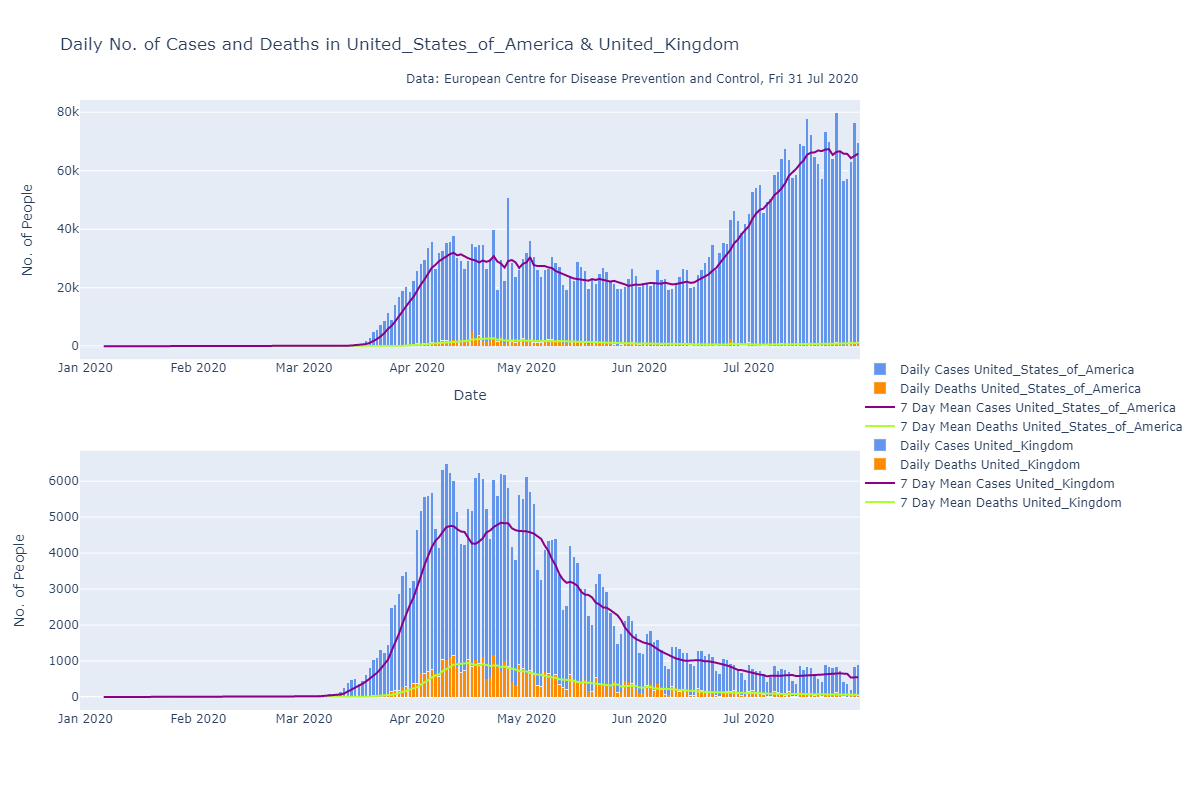 Daily No. of Cases and Deaths in United_States_of_America & United_Kingdom
Data: European Centre for Disease Prevention and Control, Fri 31 Jul 2020
80k
60k
40k
20k
0
No. of People
Jan 2020 Feb 2020 Mar 2020 Apr 2020 May 2020 Jun 2020 Jul 2020
Date
Daily Cases United_States_of_America
Daily Deaths United_States_of_America
7 Day Mean Cases United_States_of_America
7 Day Mean Deaths United_States_of_America
Daily Cases United_Kingdom
Daily Deaths United_Kingdom
7 Day Mean Cases United_Kingdom
7 Day Mean Deaths United_Kingdom
6000
5000
4000
3000
2000
1000
0
No. of People
Jan 2020 Feb 2020 Mar 2020 Apr 2020 May 2020 Jun 2020 Jul 2020